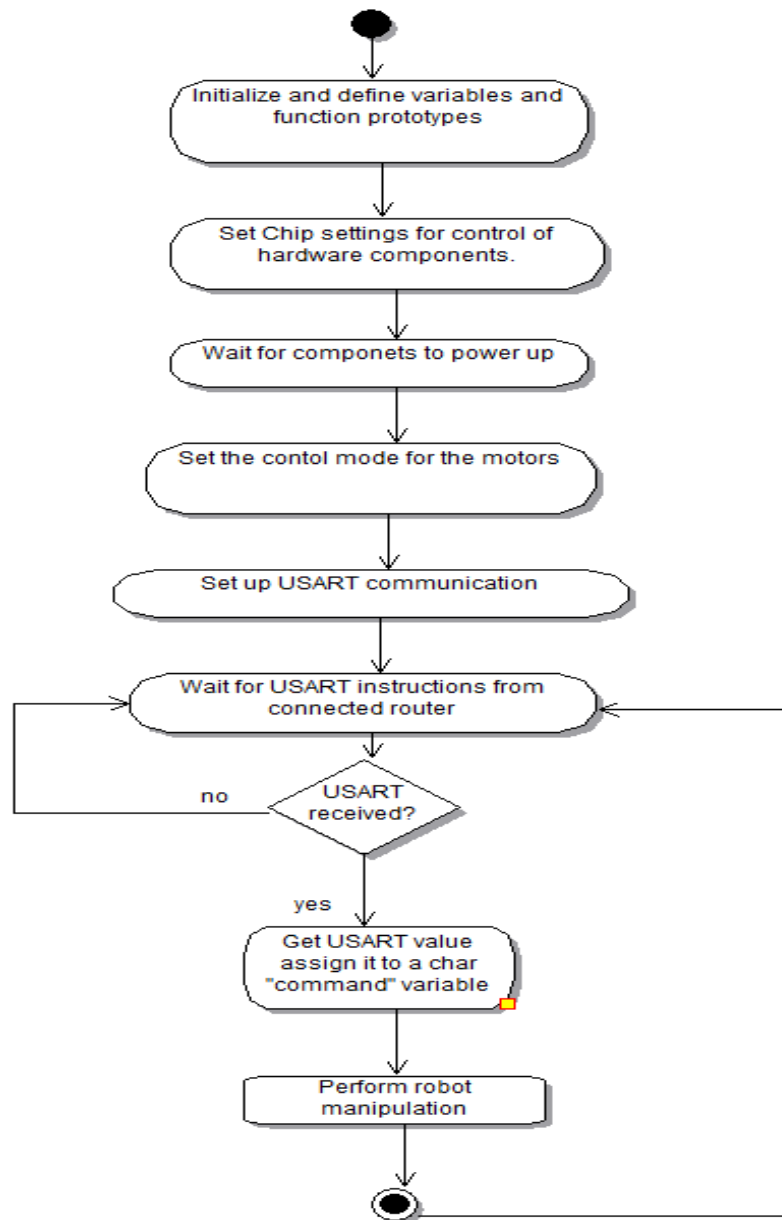 Initialize and define variables and
function prototypes
Set Chip settings for control of
hardware components.
Wait for componets to power up
Set the contol mode for the motors
Set up USART communication
Wait for USART instructions from
connected router
USART
received?
no
yes
Get USART value
assign it to a char
"command" variable
Perform robot
manipulation